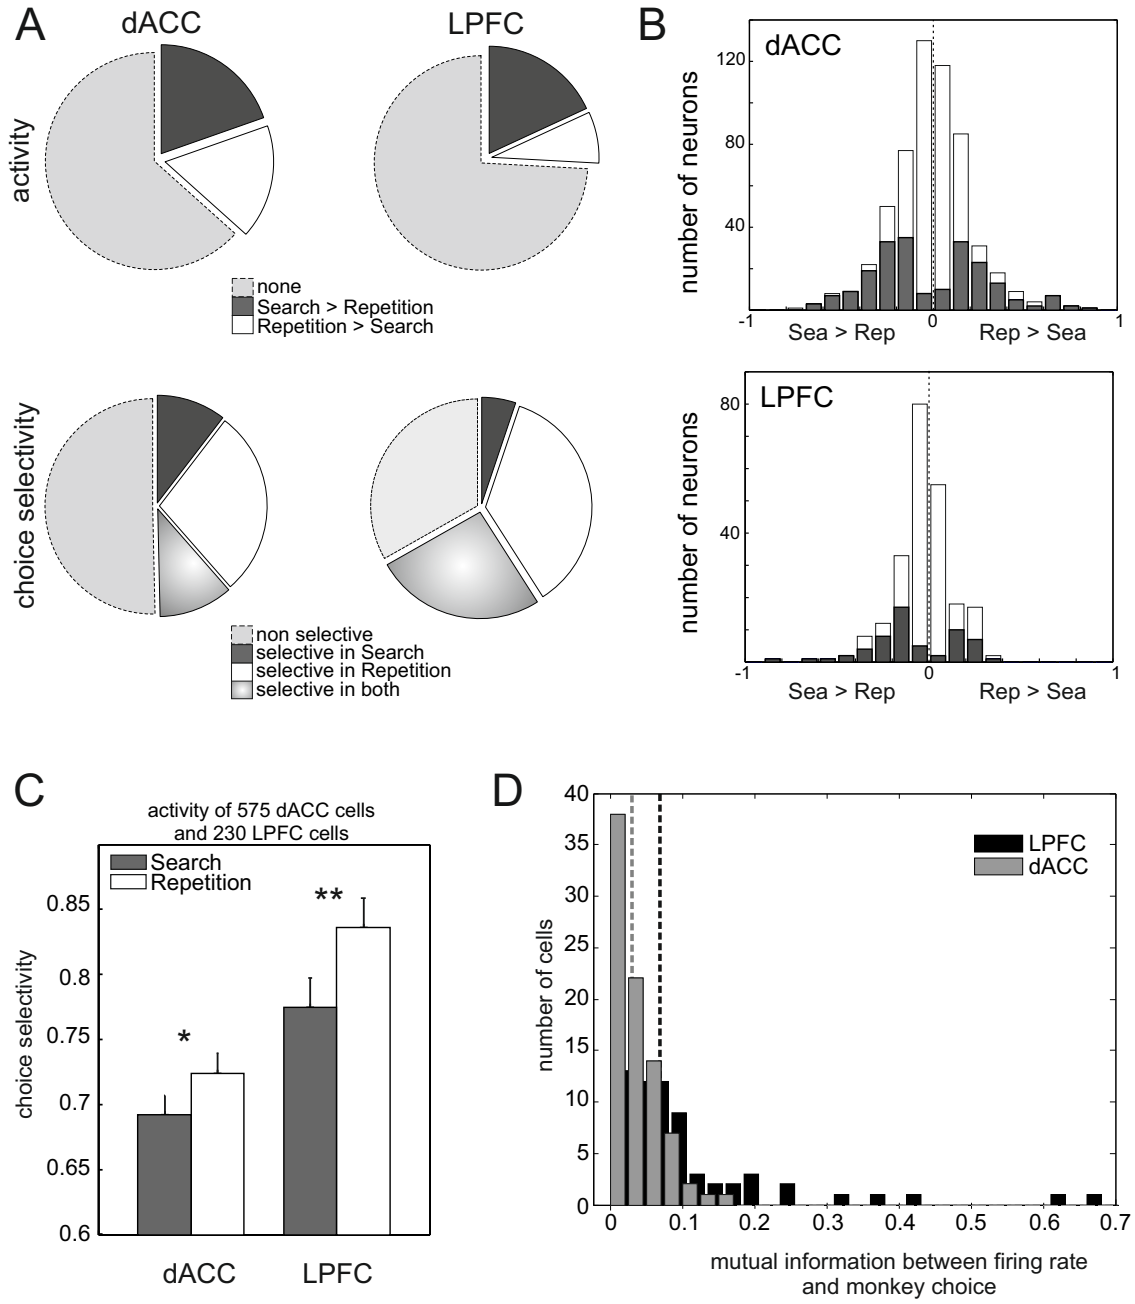 A
dACC
LPFC
activity
none
Search > Repetition
Repetition > Search
choice selectivity
non selective
selective in Search
selective in Repetition
selective in both
B
dACC
number of neurons
120
80
40
-1
0
1
Sea > Rep
Rep > Sea
LPFC
number of neurons
80
40
-1
0
1
Sea > Rep
Rep > Sea
C
activity of 575 dACC cells
and 230 LPFC cells
Search
Repetition
choice selectivity
0.85
0.8
0.75
0.7
0.65
0.6
*
**
dACC
LPFC
D
number of cells
40
35
30
25
20
15
10
5
0
LPFC
dACC
0
0.1
0.2
0.3
0.4
0.5
0.6
0.7
mutual information between firing rate
and monkey choice